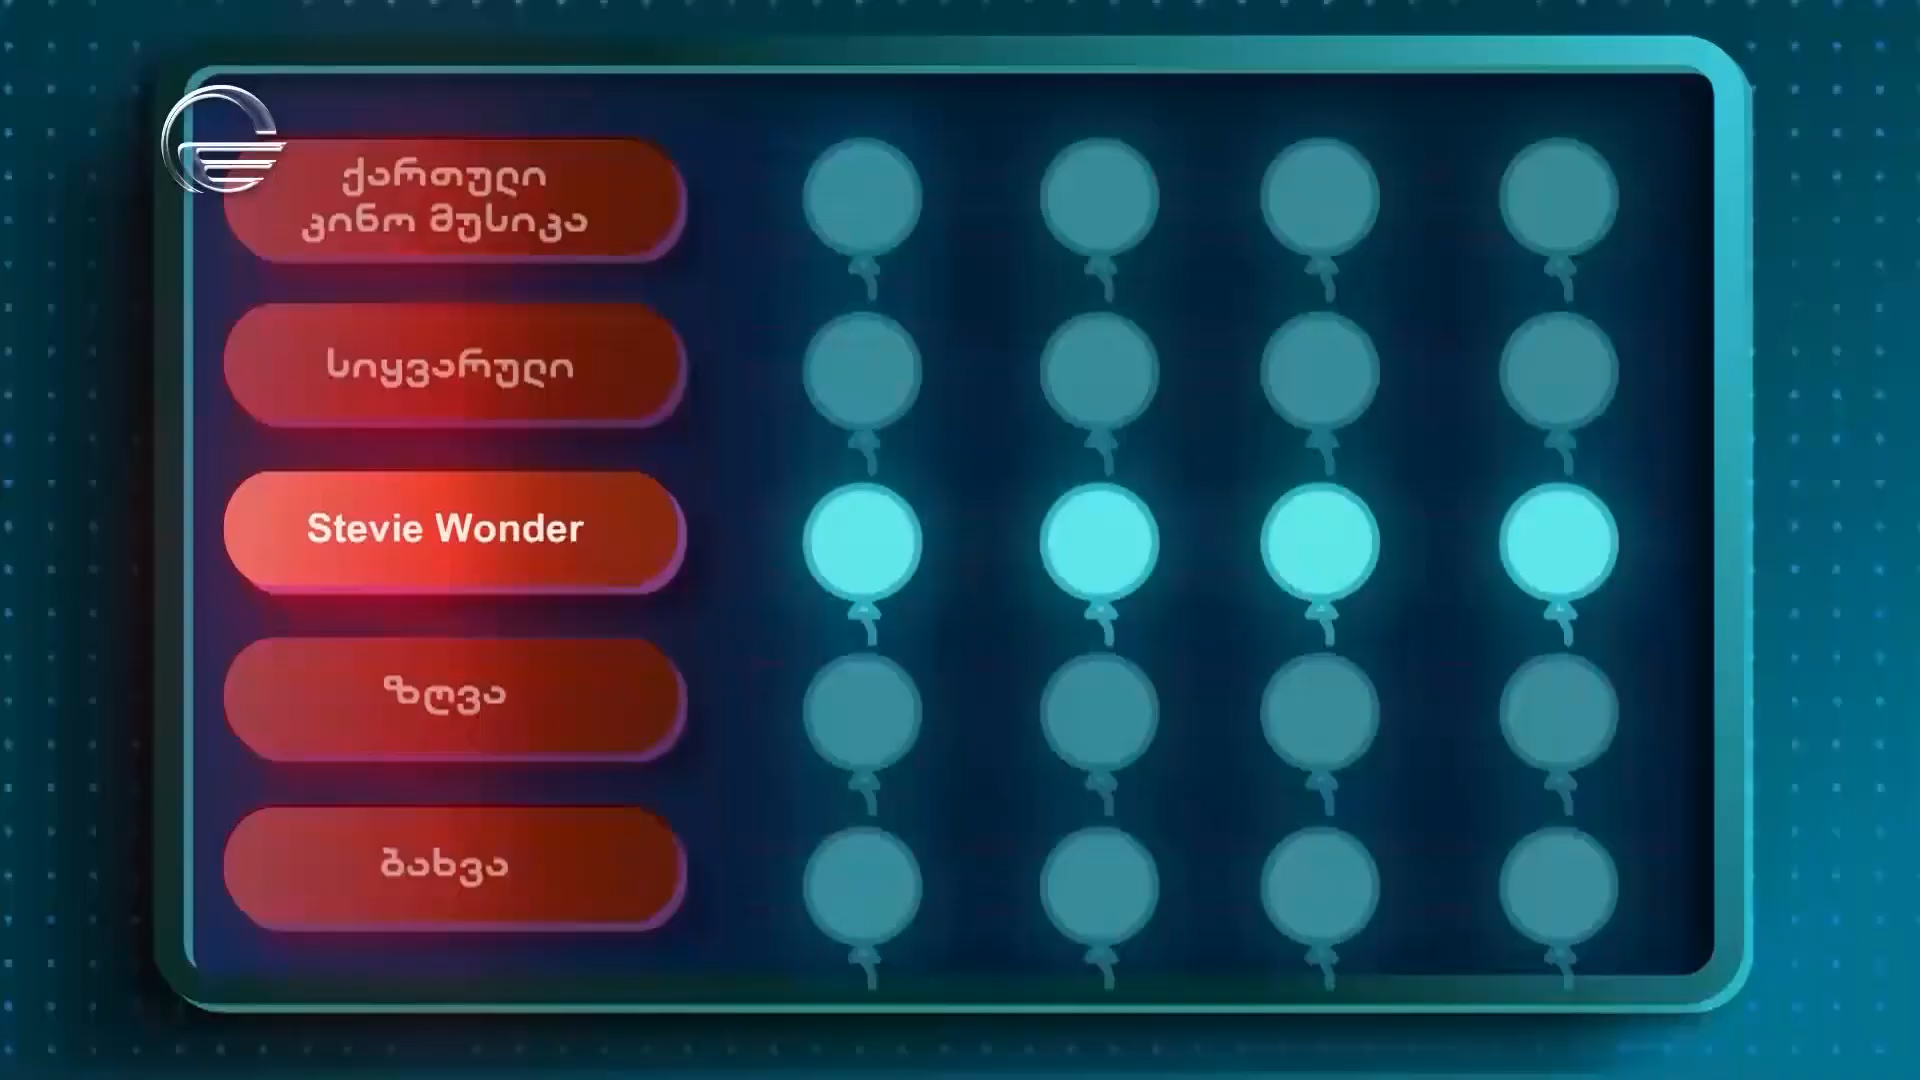 ქართული
კინო მუსიკა
სიყვარული
Stevie Wonder
ზღვა
ბახვა